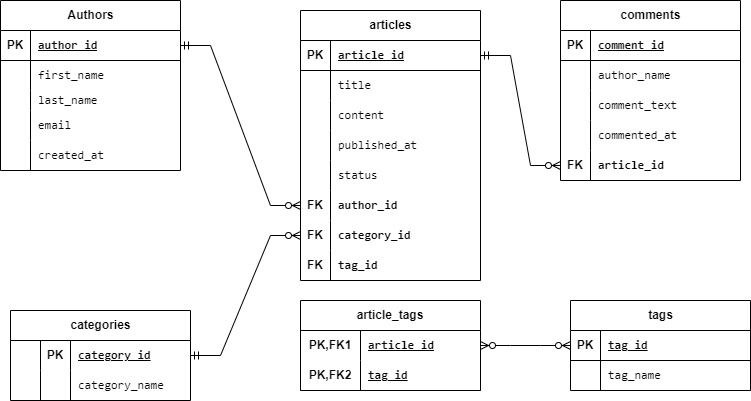 Authors
PK author_id
first_name
last_name
email
created_at
articles
PK article_id
title
content
published_at
status
FK author_id
FK category_id
FK tag_id
comments
PK comment_id
author_name
comment_text
commented_at
FK article_id
categories
PK category_id
category_name
article_tags
PK,FK1 article_id
PK,FK2 tag_id
tags
PK tag_id
tag_name